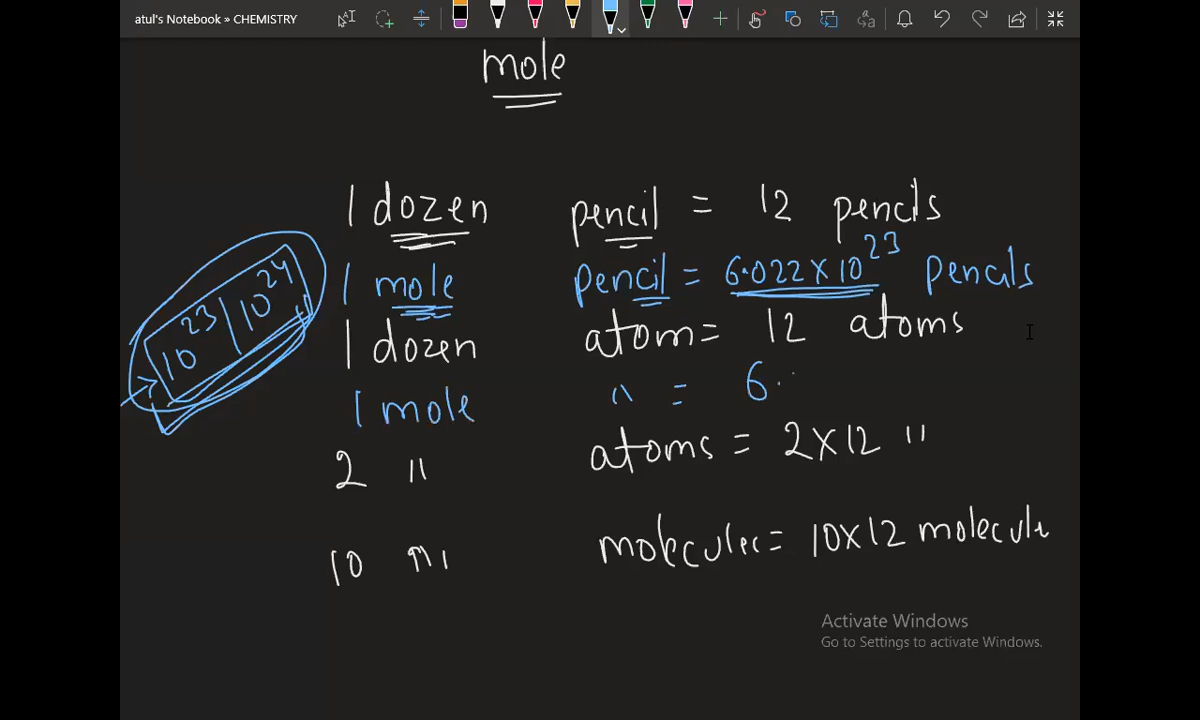 atul's Notebook » CHEMISTRY
mole
1 dozen pencil = 12 pencils
1 mole pencil = 6.022 X 10^23 pencils
10^23 | 10^24
1 dozen atom = 12 atoms
1 mole " = 6.
2 " atoms = 2X12 "
10 molecules = 10X12 molecule
Activate Windows
Go to Settings to activate Windows.